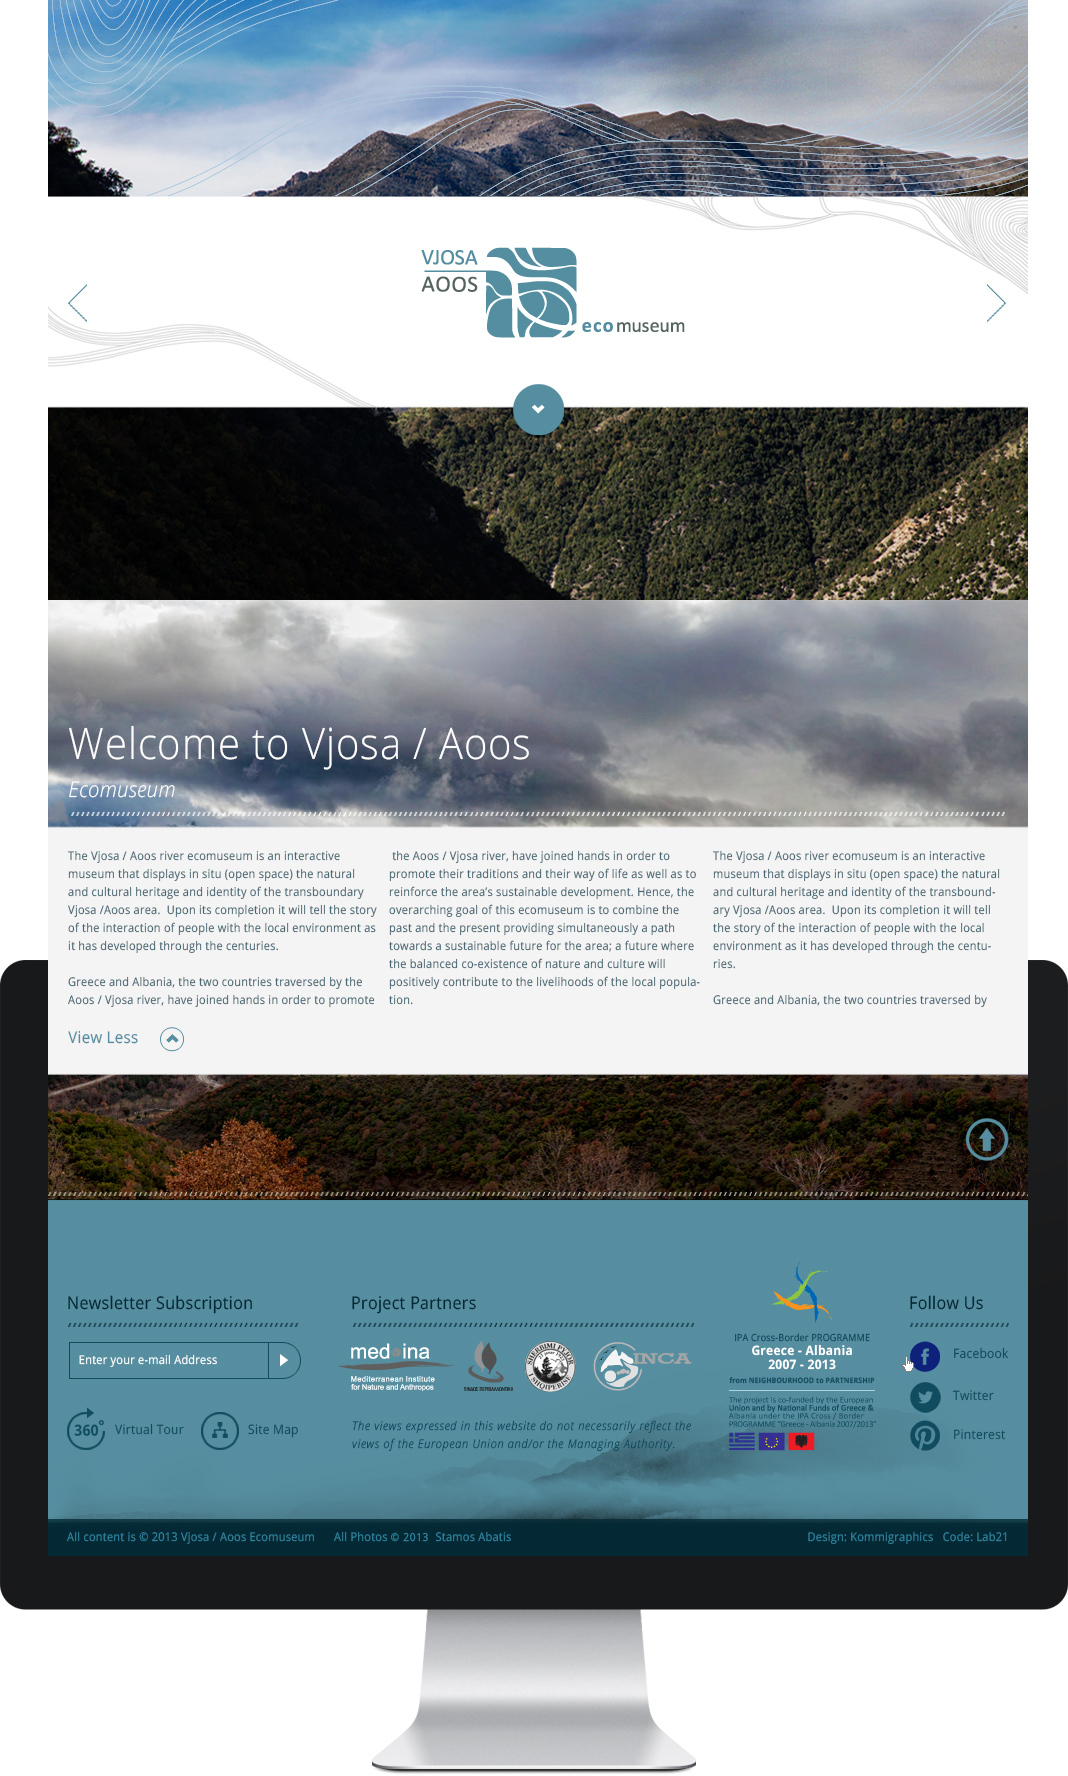 VJOSA
AOOS
ecomuseum
Welcome to Vjosa / Aoos
Ecomuseum
The Vjosa / Aoos river ecomuseum is an interactive
museum that displays in situ (open space) the natural
and cultural heritage and identity of the transboundary
Vjosa /Aoos area.  Upon its completion it will tell the story
of the interaction of people with the local environment as
it has developed through the centuries.
Greece and Albania, the two countries traversed by the
Aoos / Vjosa river, have joined hands in order to promote
the Aoos / Vjosa river, have joined hands in order to
promote their traditions and their way of life as well as to
reinforce the area's sustainable development. Hence, the
overarching goal of this ecomuseum is to combine the
past and the present providing simultaneously a path
towards a sustainable future for the area; a future where
the balanced co-existence of nature and culture will
positively contribute to the livelihoods of the local popula-
tion.
The Vjosa / Aoos river ecomuseum is an interactive
museum that displays in situ (open space) the natural
and cultural heritage and identity of the transbound-
ary Vjosa /Aoos area.  Upon its completion it will tell
the story of the interaction of people with the local
environment as it has developed through the centu-
ries.
Greece and Albania, the two countries traversed by
View Less
Newsletter Subscription
Enter your e-mail Address
360°
Virtual Tour
Site Map
Project Partners
med-ina
Mediterranean Institute
for Nature and Anthropos
INCA
The views expressed in this website do not necessarily reflect the
views of the European Union and/or the Managing Authority.
IPA Cross-Border PROGRAMME
Greece - Albania
2007 - 2013
from NEIGHBOURHOOD to PARTNERSHIP
The project is co-funded by the European
Union and by National Funds of Greece &
Albania under the IPA Cross / Border
PROGRAMME "Greece - Albania 2007/2013"
Follow Us
Facebook
Twitter
Pinterest
All content is © 2013 Vjosa / Aoos Ecomuseum
All Photos © 2013  Stamos Abatis
Design: Kommigraphics
Code: Lab21